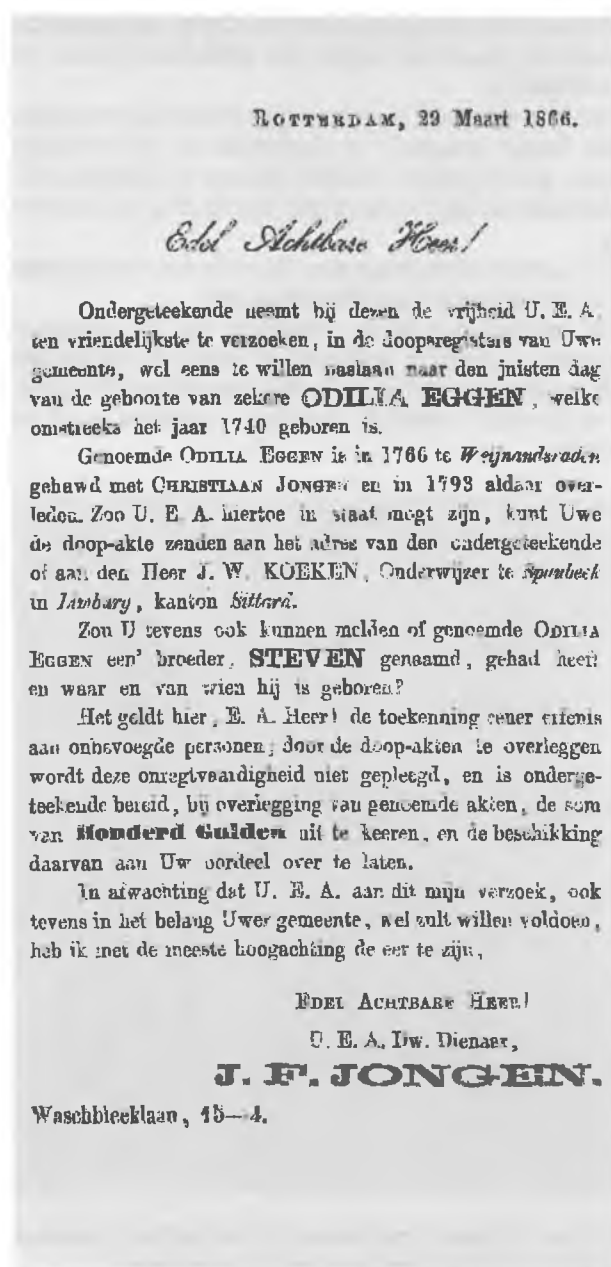 ROTTERDAM, 29 Maart 1866.
Edel Achtbare Heer!
Ondergeteekende neemt bij dezen de vrijheid U. E. A.
ten vriendelijkste te verzoeken, in de doopsregisters van Uwe
gemeente, wel eens te willen naslaan naar den juisten dag
van de geboorte van zekere ODILIA EGGEN, welke
omstreeks het jaar 1740 geboren is.
Genoemde ODILIA EGGEN is in 1766 te Weijnandsraden
gehuwd met CHRISTIAAN JONGEN en in 1793 aldaar over-
leden. Zoo U. E. A. hiertoe in staat mogt zijn, kunt Uwe
de doop-akte zenden aan het adres van den ondergeteekende
of aan den Heer J. W. KOEKEN, Onderwijzer te Spaubeek
in Limburg, kanton Sittard.
Zou U tevens ook kunnen melden of genoemde ODILIA
EGGEN een' broeder, STEVEN genaamd, gehad heeft
en waar en van wien hij is geboren?
Het geldt hier, E. A. Heer! de toekenning eener erfenis
aan onbevoegde personen; door de doop-akten te overleggen
wordt deze onregtvaardigheid niet gepleegd, en is onderge-
teekende bereid, bij overlegging van genoemde akten, de som
van Honderd Gulden uit te keeren, en de beschikking
daarvan aan Uw oordeel over te laten.
In afwachting dat U. E. A. aan dit mijn verzoek, ook
tevens in het belang Uwer gemeente, wel zult willen voldoen,
heb ik met de meeste hoogachting de eer te zijn,
EDEL ACHTBARE HEER!
U. E. A. Dw. Dienaar,
J. F. JONGEN.
Waschbleeklaan, 15—4.